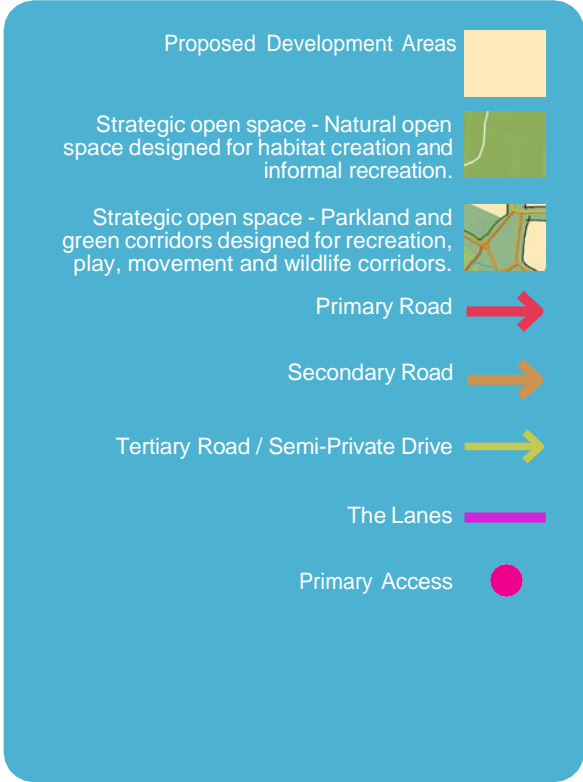 Proposed Development Areas
Strategic open space - Natural open
space designed for habitat creation and
informal recreation.
Strategic open space - Parkland and
green corridors designed for recreation,
play, movement and wildlife corridors.
Primary Road
Secondary Road
Tertiary Road / Semi-Private Drive
The Lanes
Primary Access